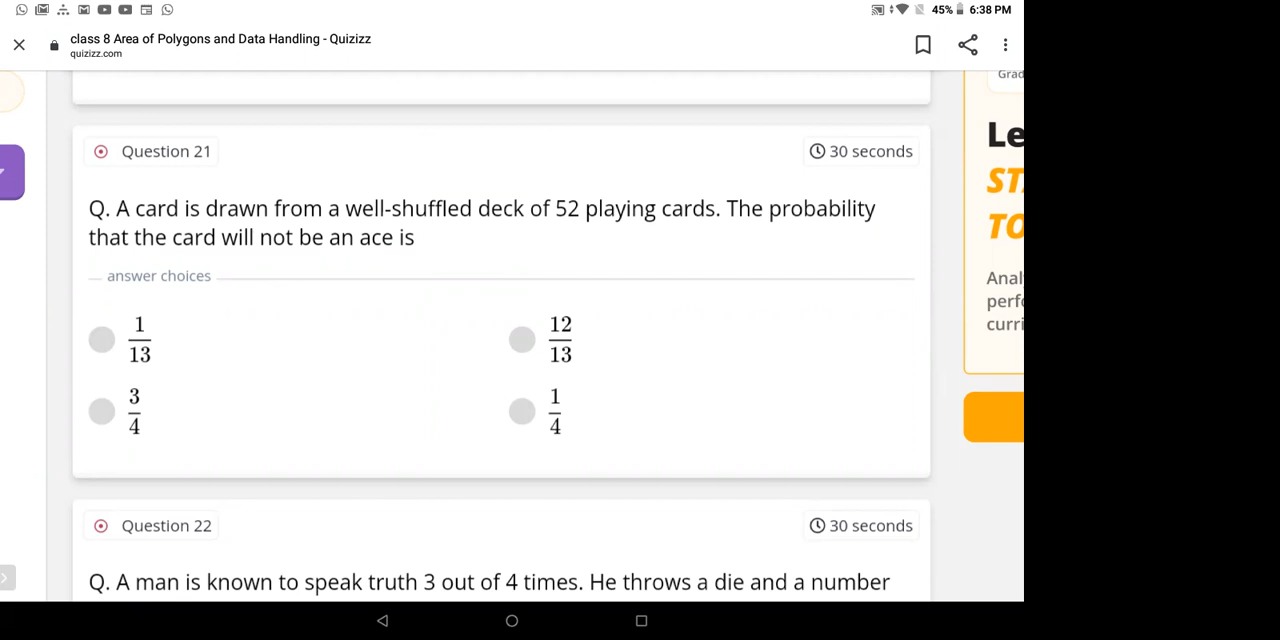 45% 6:38 PM
class 8 Area of Polygons and Data Handling - Quizizz
quizizz.com
Grad
Le
Question 21
30 seconds
ST
TO
Q. A card is drawn from a well-shuffled deck of 52 playing cards. The probability
that the card will not be an ace is
answer choices
Anal
perfo
curri
1/13
12/13
3/4
1/4
Question 22
30 seconds
Q. A man is known to speak truth 3 out of 4 times. He throws a die and a number